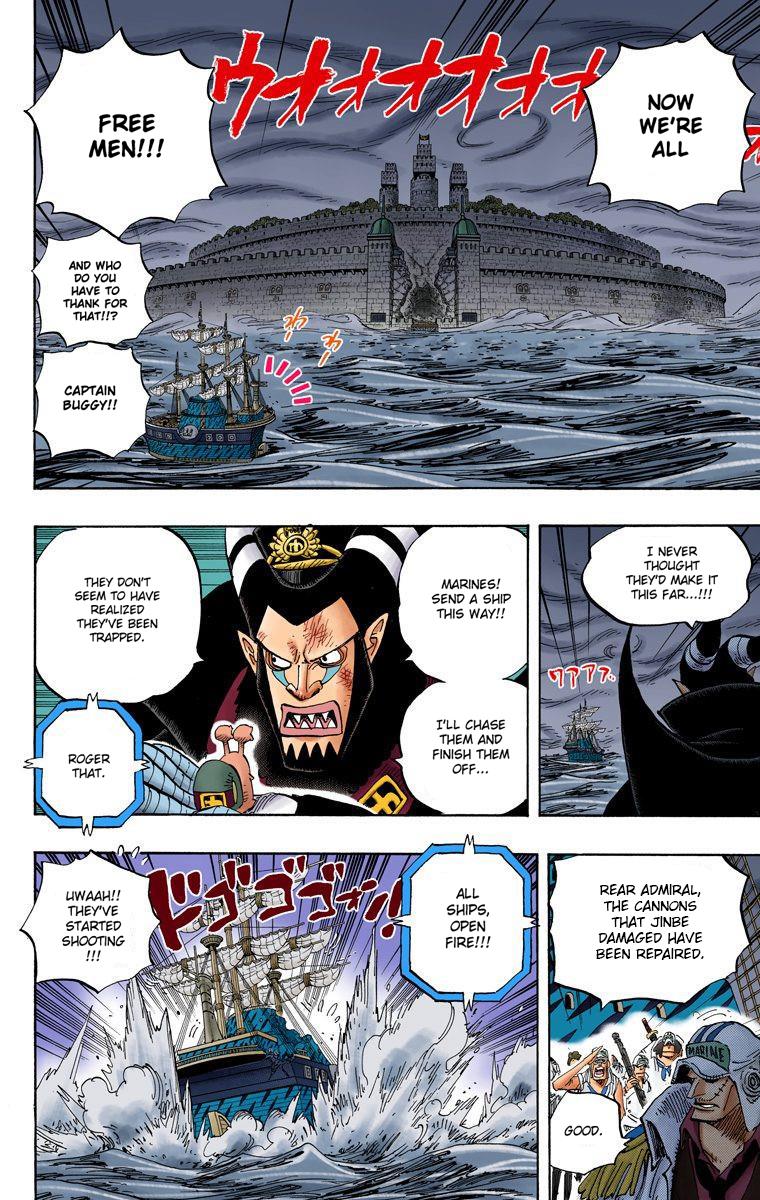 NOW
WE'RE
ALL
ウオオオオオオ
FREE
MEN!!!
AND WHO
DO YOU
HAVE TO
THANK FOR
THAT!!?
CAPTAIN
BUGGY!!
わー
わー
I NEVER
THOUGHT
THEY'D MAKE IT
THIS FAR...!!!
ワアアア
MARINES!
SEND A SHIP
THIS WAY!!
I'LL CHASE
THEM AND
FINISH THEM
OFF...
THEY DON'T
SEEM TO HAVE
REALIZED
THEY'VE BEEN
TRAPPED.
ROGER
THAT.
REAR ADMIRAL,
THE CANNONS
THAT JINBE
DAMAGED HAVE
BEEN REPAIRED.
MARINE
GOOD.
ALL
SHIPS,
OPEN
FIRE!!!
ドゴゴゴォン!
UWAAH!!
THEY'VE
STARTED
SHOOTING
!!!